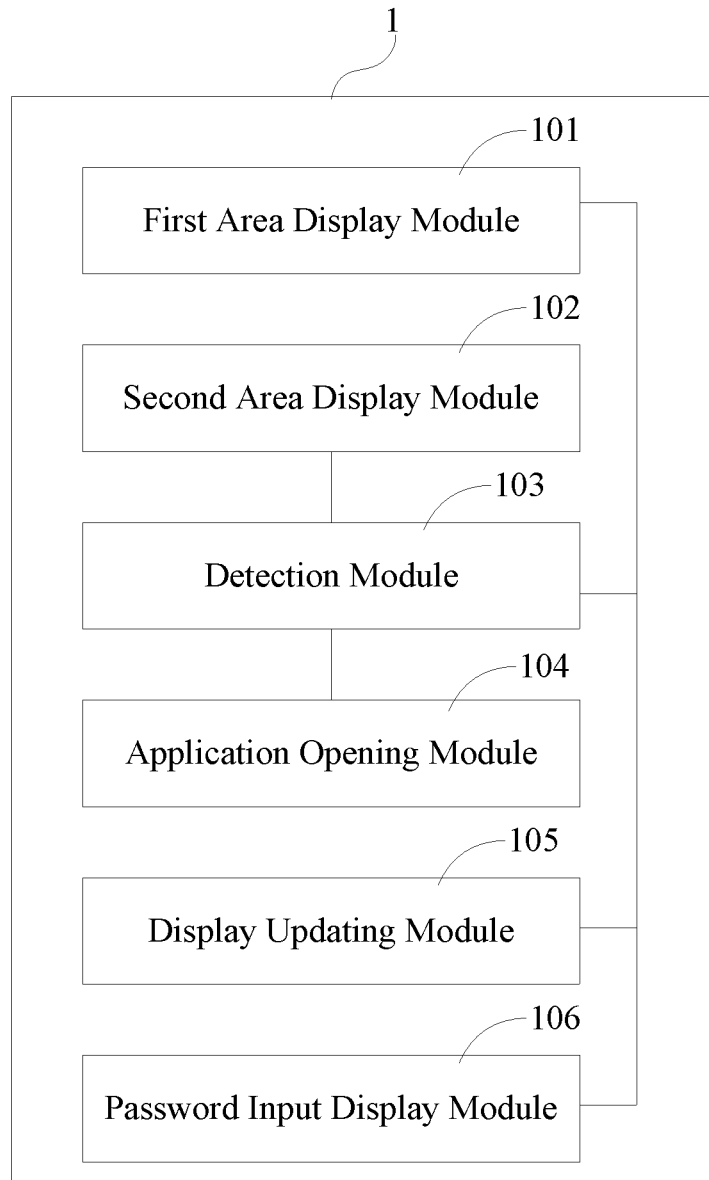 1
101
First Area Display Module
102
Second Area Display Module
103
Detection Module
104
Application Opening Module
105
Display Updating Module
106
Password Input Display Module